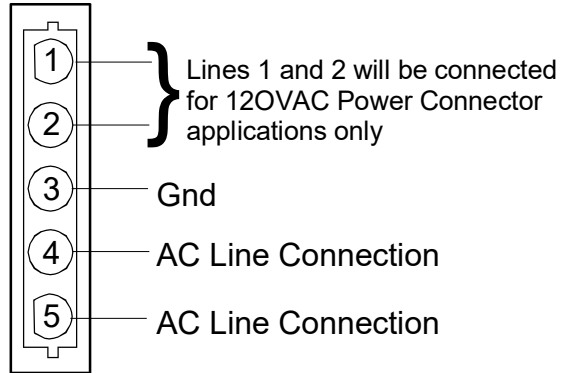 1
Lines 1 and 2 will be connected
for 12OVAC Power Connector
applications only
2
3 Gnd
4 AC Line Connection
5 AC Line Connection